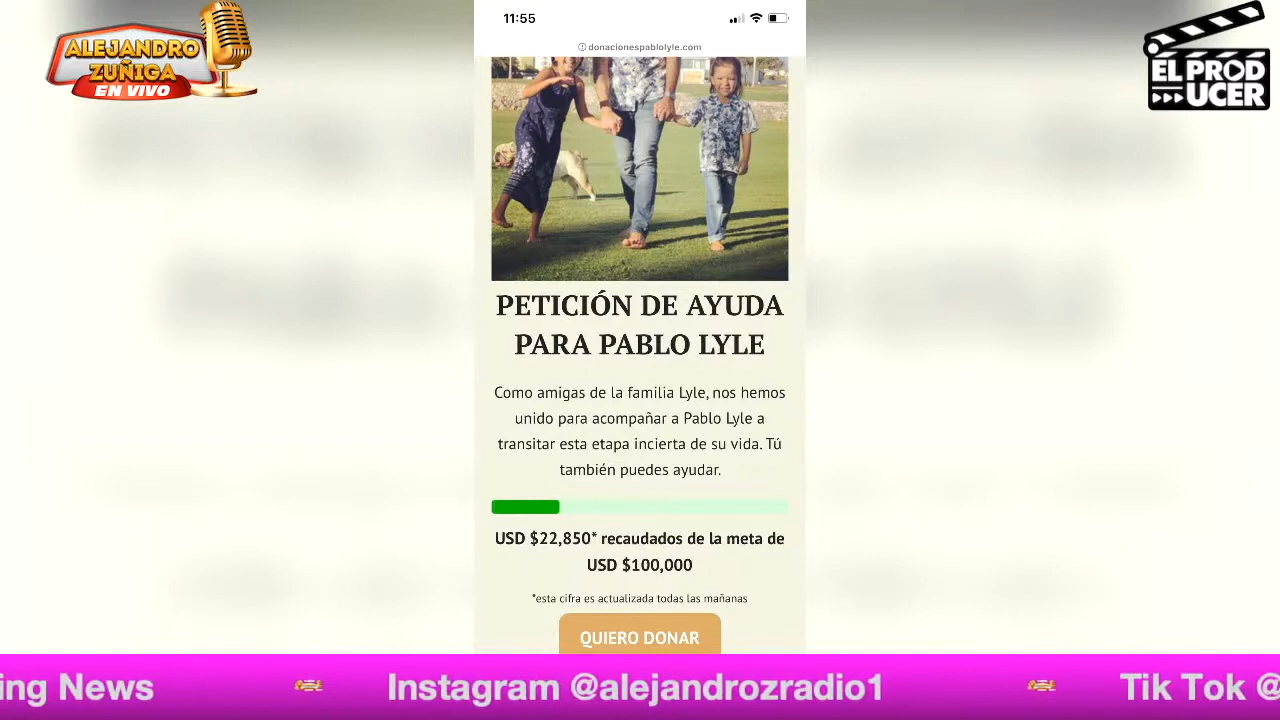 ALEJANDRO
ZUÑIGA
EN VIVO
EL PROD
UCER
11:55
donacionespablolyle.com
PETICIÓN DE AYUDA
PARA PABLO LYLE
Como amigas de la familia Lyle, nos hemos
unido para acompañar a Pablo Lyle a
transitar esta etapa incierta de su vida. Tú
también puedes ayudar.
USD $22,850* recaudados de la meta de
USD $100,000
*esta cifra es actualizada todas las mañanas
QUIERO DONAR
ing News Instagram @alejandrozradio1 Tik Tok @